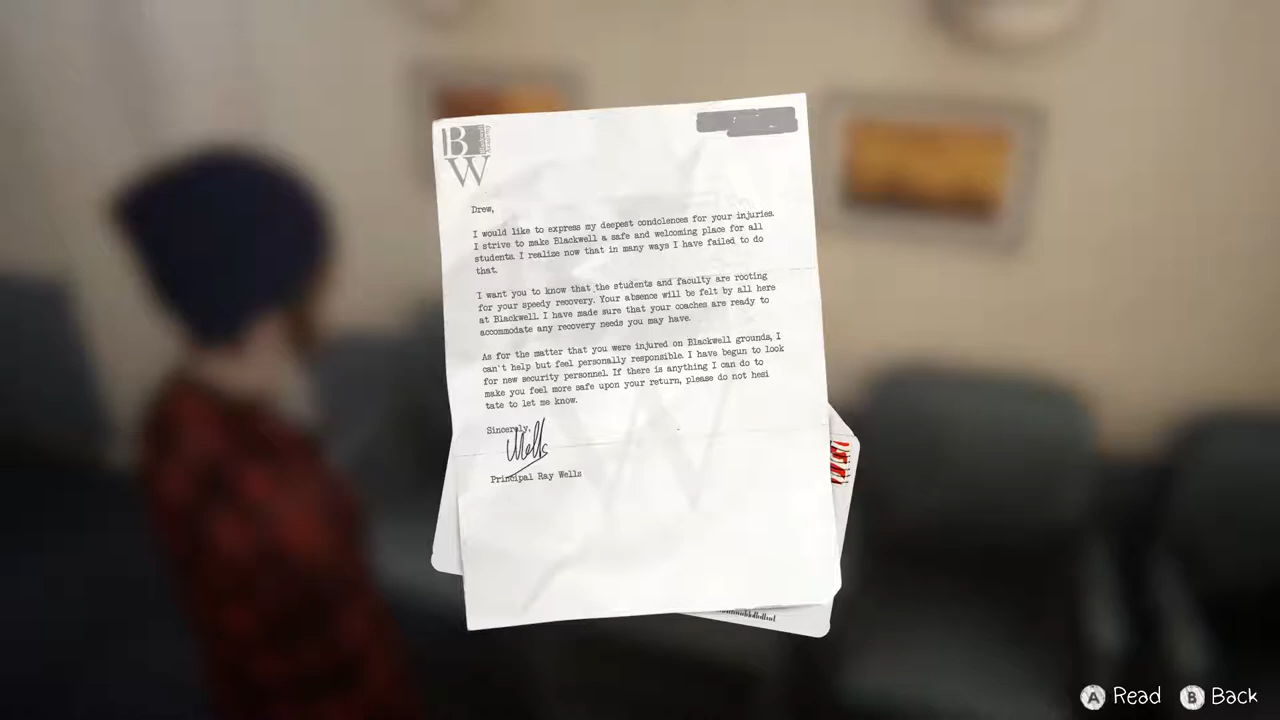 B
W
Drew,
I would like to express my deepest condolences for your injuries.
I strive to make Blackwell a safe and welcoming place for all
students. I realize now that in many ways I have failed to do
that.
I want you to know that the students and faculty are rooting
for your speedy recovery. Your absence will be felt by all here
at Blackwell. I have made sure that your coaches are ready to
accommodate any recovery needs you may have.
As for the matter that you were injured on Blackwell grounds, I
can't help but feel personally responsible. I have begun to look
for new security personnel. If there is anything I can do to
make you feel more safe upon your return, please do not hesi
tate to let me know.
Sincerely,
Wells
Principal Ray Wells
A Read B Back